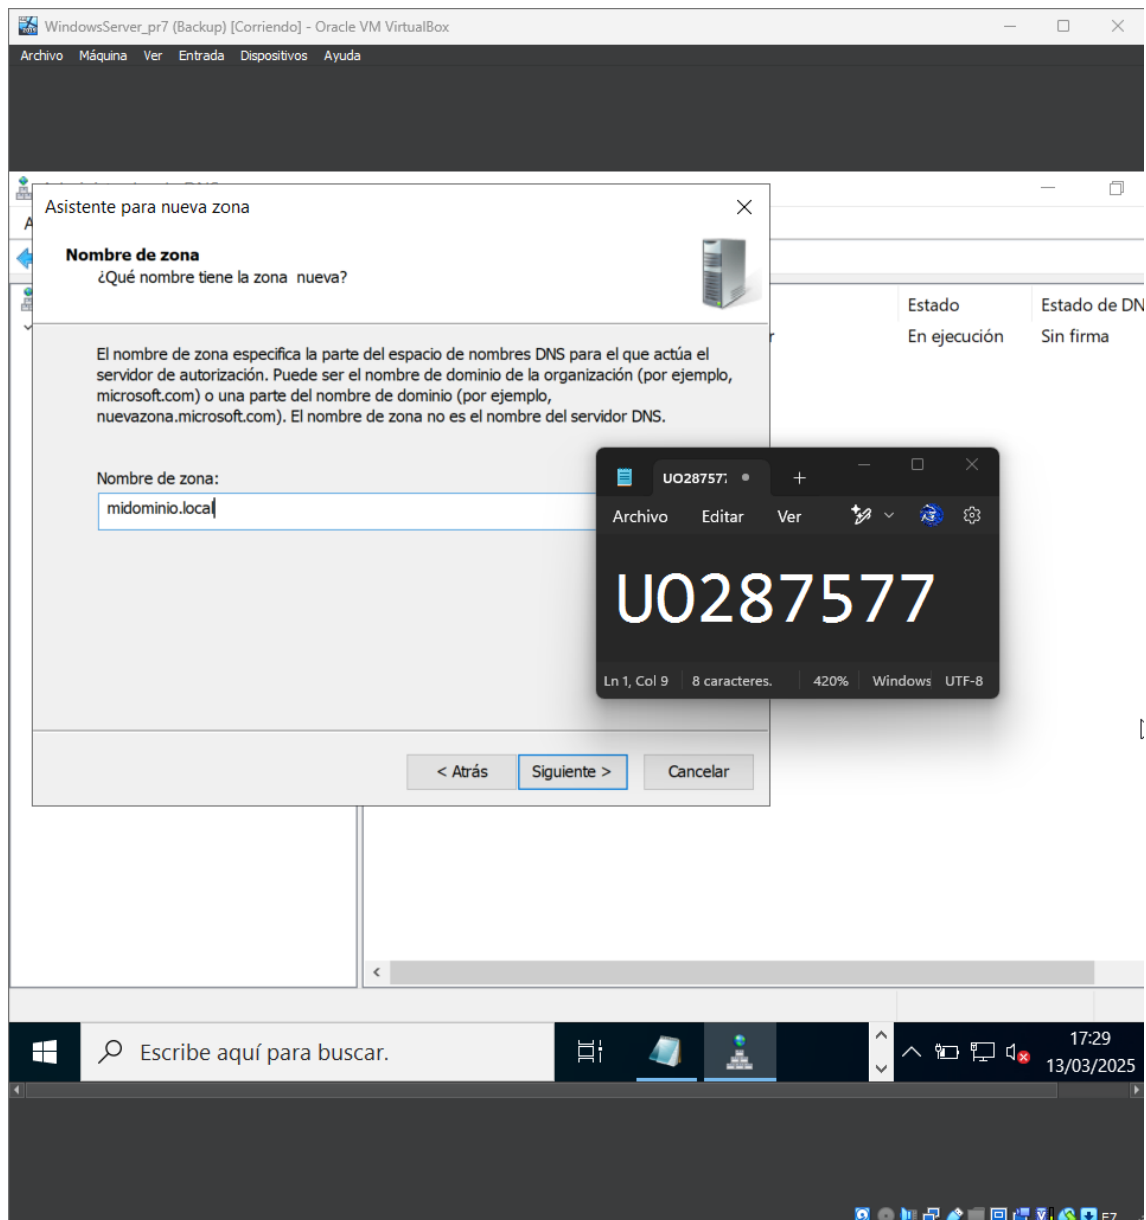 WindowsServer_pr7 (Backup) [Corriendo] - Oracle VM VirtualBox
Archivo Máquina Ver Entrada Dispositivos Ayuda
Asistente para nueva zona
Nombre de zona
¿Qué nombre tiene la zona nueva?
Estado Estado de DN
En ejecución Sin firma
El nombre de zona especifica la parte del espacio de nombres DNS para el que actúa el
servidor de autorización. Puede ser el nombre de dominio de la organización (por ejemplo,
microsoft.com) o una parte del nombre de dominio (por ejemplo,
nuevazona.microsoft.com). El nombre de zona no es el nombre del servidor DNS.
Nombre de zona:
midominio.local
UO28757
Archivo Editar Ver
UO287577
Ln 1, Col 9 8 caracteres. 420% Windows UTF-8
< Atrás Siguiente > Cancelar
Escribe aquí para buscar.
17:29
13/03/2025